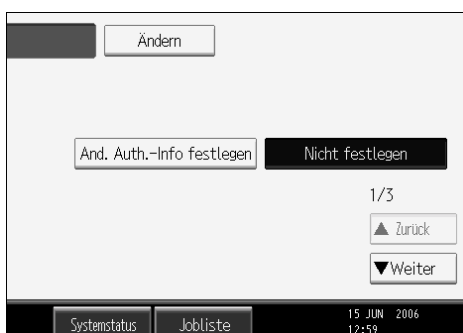 Ändern
And. Auth.-Info festlegen
Nicht festlegen
1/3
▲ Zurück
▼Weiter
Systemstatus
Jobliste
15 JUN 2006
12:59